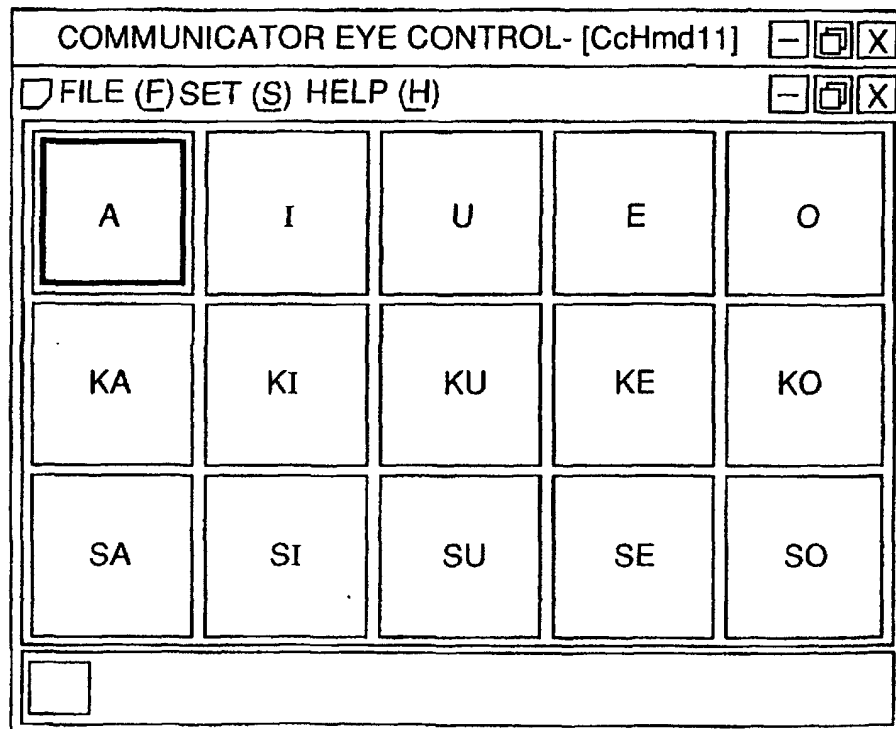 COMMUNICATOR EYE CONTROL- [CcHmd11]
FILE (F) SET (S) HELP (H)
A I U E O
KA KI KU KE KO
SA SI SU SE SO